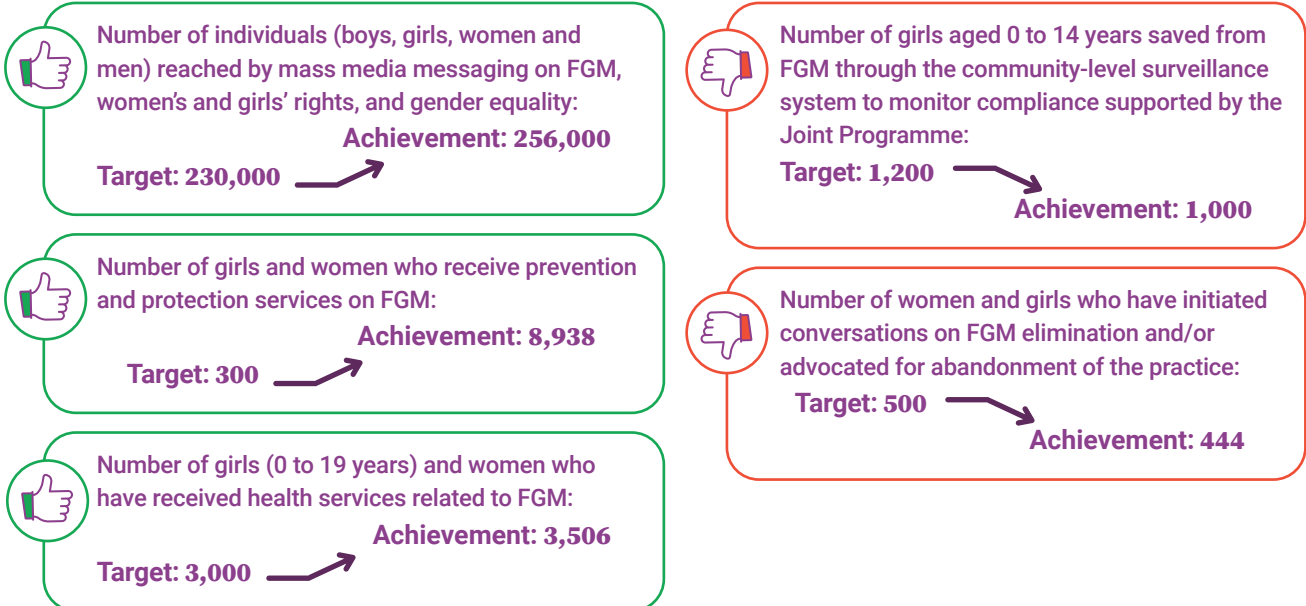 Number of individuals (boys, girls, women and
men) reached by mass media messaging on FGM,
women’s and girls’ rights, and gender equality:
Achievement: 256,000
Target: 230,000
Number of girls and women who receive prevention
and protection services on FGM:
Achievement: 8,938
Target: 300
Number of girls (0 to 19 years) and women who
have received health services related to FGM:
Achievement: 3,506
Target: 3,000
Number of girls aged 0 to 14 years saved from
FGM through the community-level surveillance
system to monitor compliance supported by the
Joint Programme:
Target: 1,200
Achievement: 1,000
Number of women and girls who have initiated
conversations on FGM elimination and/or
advocated for abandonment of the practice:
Target: 500
Achievement: 444